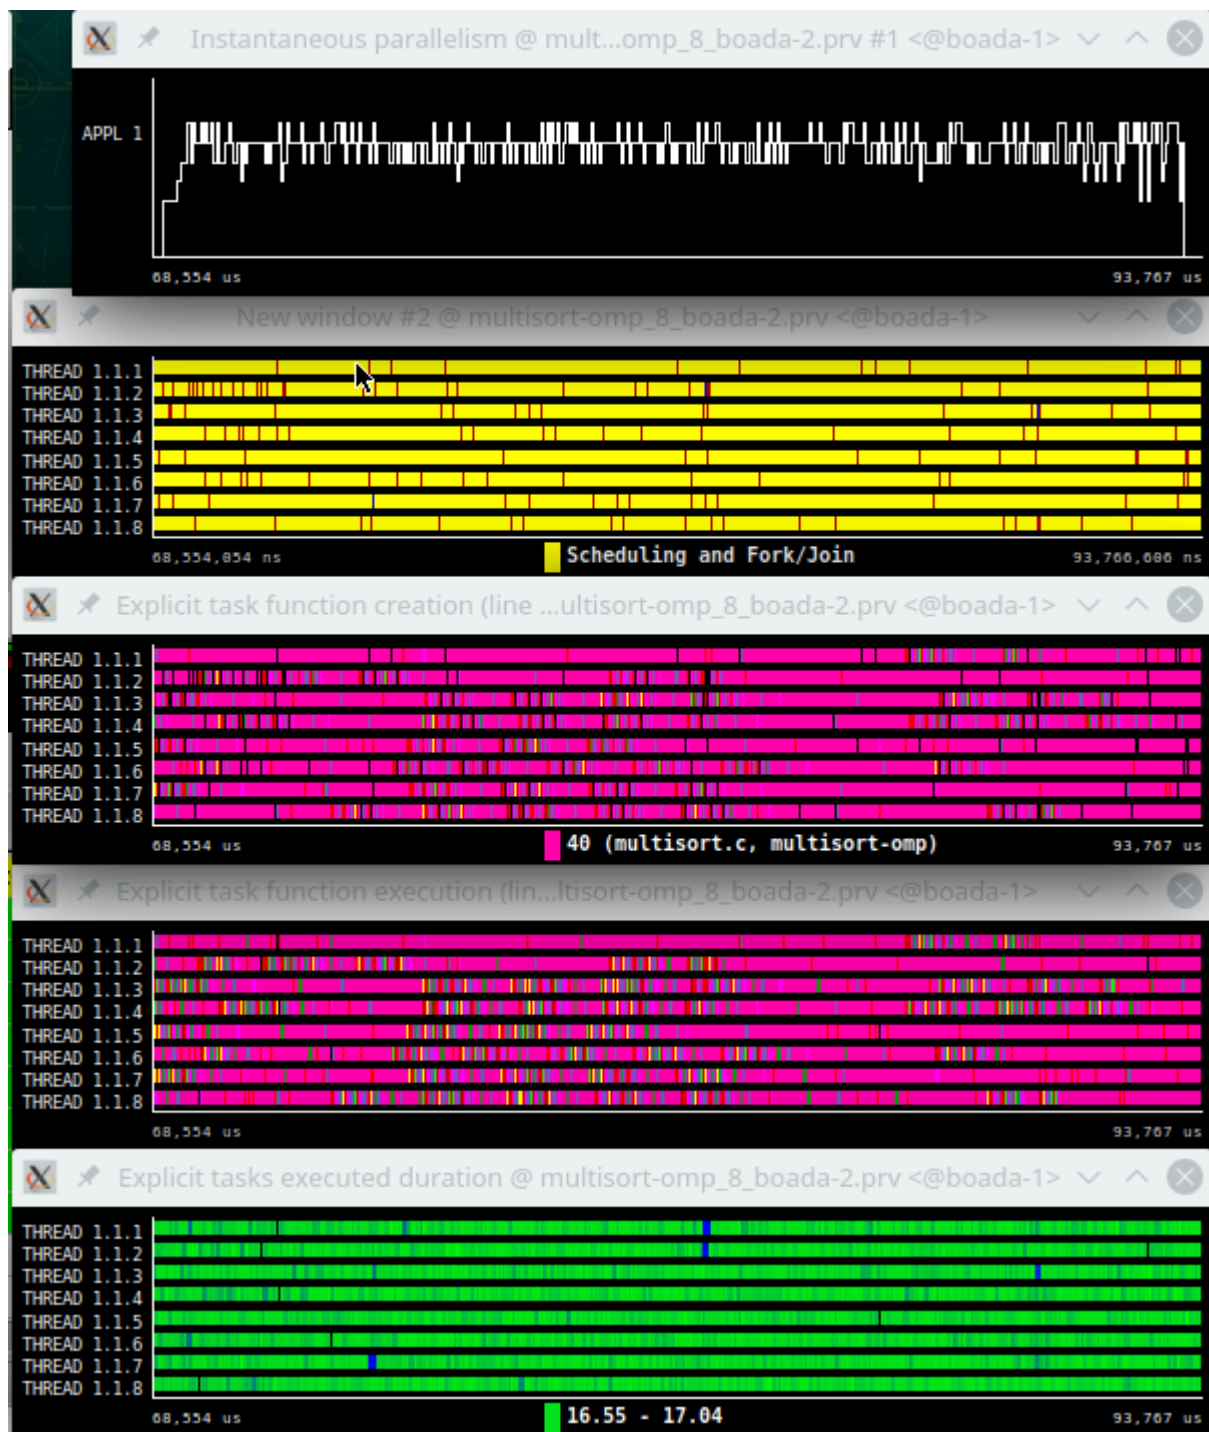 Instantaneous parallelism @ mult...omp_8_boada-2.prv #1 <@boada-1>
APPL 1
68,554 us 93,767 us
New window #2 @ multisort-omp_8_boada-2.prv <@boada-1>
THREAD 1.1.1
THREAD 1.1.2
THREAD 1.1.3
THREAD 1.1.4
THREAD 1.1.5
THREAD 1.1.6
THREAD 1.1.7
THREAD 1.1.8
68,554,054 ns Scheduling and Fork/Join 93,766,606 ns
Explicit task function creation (line ...ultisort-omp_8_boada-2.prv <@boada-1>
THREAD 1.1.1
THREAD 1.1.2
THREAD 1.1.3
THREAD 1.1.4
THREAD 1.1.5
THREAD 1.1.6
THREAD 1.1.7
THREAD 1.1.8
68,554 us 40 (multisort.c, multisort-omp) 93,767 us
Explicit task function execution (lin...ltisort-omp_8_boada-2.prv <@boada-1>
THREAD 1.1.1
THREAD 1.1.2
THREAD 1.1.3
THREAD 1.1.4
THREAD 1.1.5
THREAD 1.1.6
THREAD 1.1.7
THREAD 1.1.8
68,554 us 93,767 us
Explicit tasks executed duration @ multisort-omp_8_boada-2.prv <@boada-1>
THREAD 1.1.1
THREAD 1.1.2
THREAD 1.1.3
THREAD 1.1.4
THREAD 1.1.5
THREAD 1.1.6
THREAD 1.1.7
THREAD 1.1.8
68,554 us 16.55 - 17.04 93,767 us